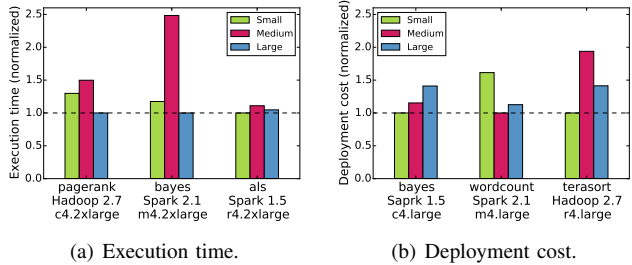 Execution time (normalized)
2.5
2.0
1.5
1.0
0.5
0.0
Small
Medium
Large
pagerank
Hadoop 2.7
c4.2xlarge
bayes
Spark 2.1
m4.2xlarge
als
Spark 1.5
r4.2xlarge
(a) Execution time.
Deployment cost (normalized)
2.5
2.0
1.5
1.0
0.5
0.0
Small
Medium
Large
bayes
Saprk 1.5
c4.large
wordcount
Spark 2.1
m4.large
terasort
Hadoop 2.7
r4.large
(b) Deployment cost.